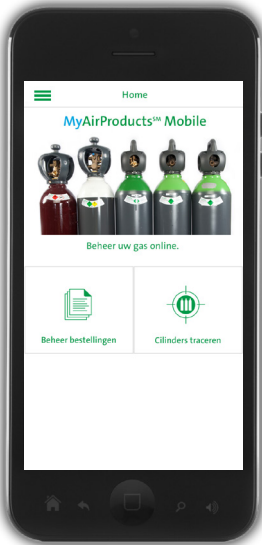 Home
MyAirProducts℠ Mobile
Beheer uw gas online.
Beheer bestellingen
Cilinders traceren